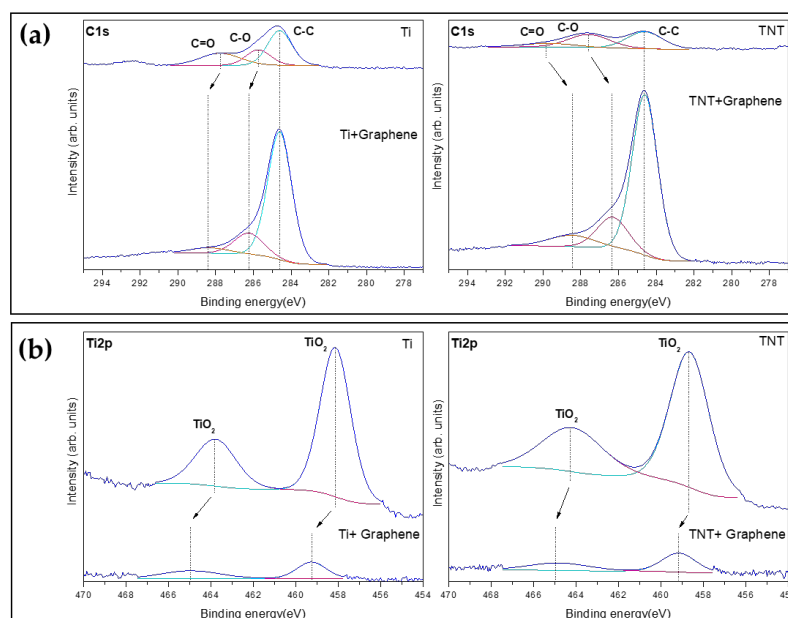 (a)
C1s
C=O
C-O
C-C
Ti
Ti+Graphene
Intensity (arb. units)
294 292 290 288 286 284 282 280 278
Binding energy(eV)
C1s
C=O
C-O
C-C
TNT
TNT+Graphene
Intensity (arb. units)
294 292 290 288 286 284 282 280 278
Binding energy(eV)
(b)
Ti2p
TiO2
Ti
TiO2
Ti+ Graphene
Intensity (arb. units)
470 468 466 464 462 460 458 456 454
Binding energy(eV)
Ti2p
TiO2
TNT
TiO2
TNT+ Graphene
Intensity (arb. units)
470 468 466 464 462 460 458 456 454
Binding energy(eV)